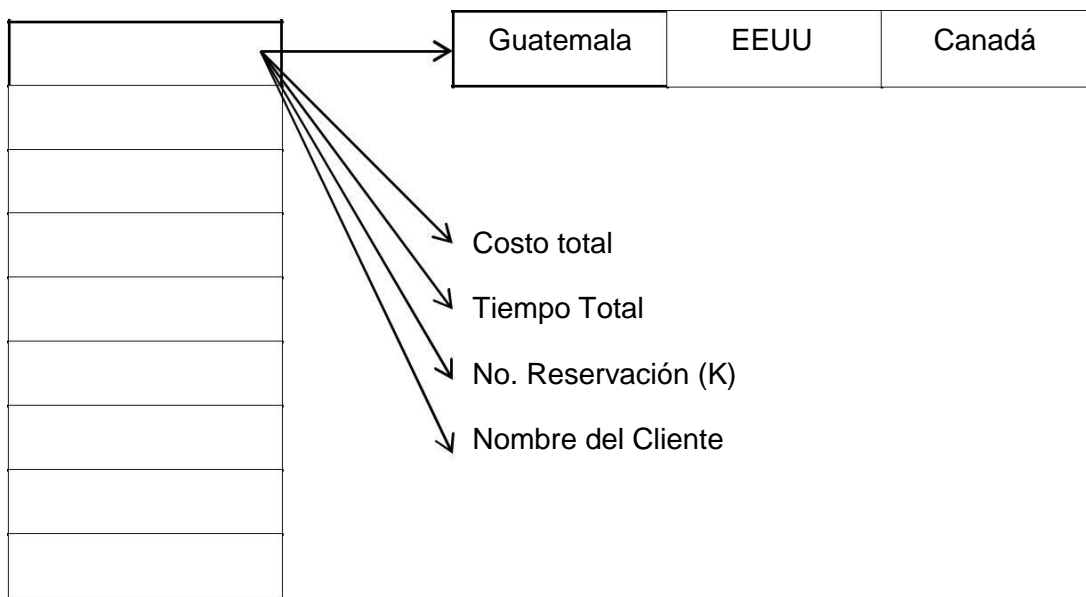 Guatemala EEUU Canadá
Costo total
Tiempo Total
No. Reservación (K)
Nombre del Cliente